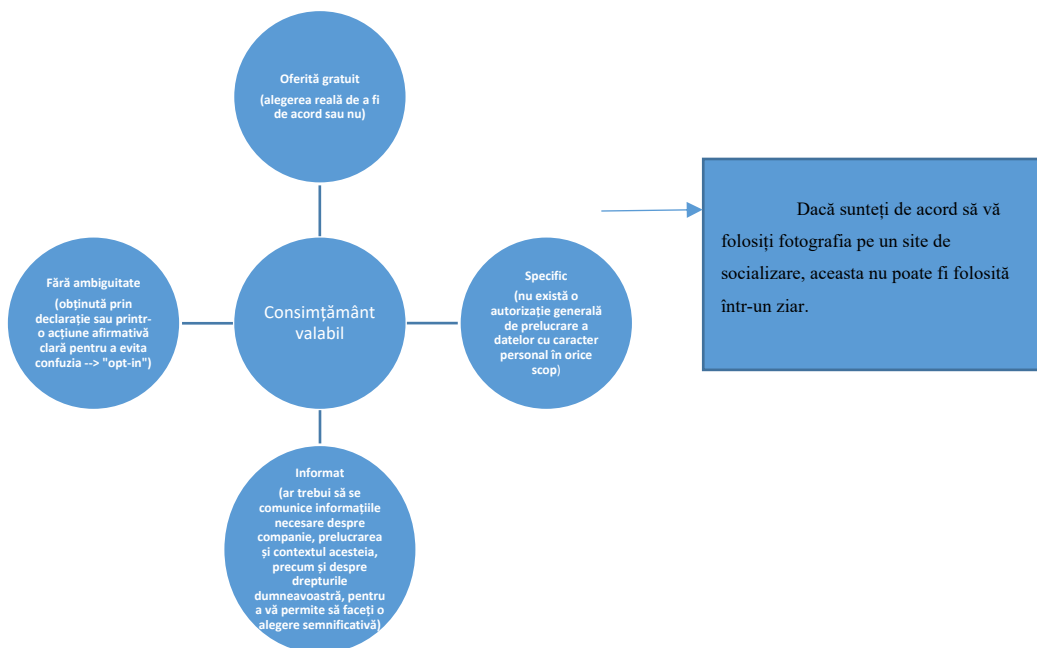 Oferită gratuit
(alegerea reală de a fi
de acord sau nu)
Dacă sunteți de acord să vă
folosiți fotografia pe un site de
socializare, aceasta nu poate fi folosită
într-un ziar.
Fără ambiguitate
(obținută prin
declarație sau printr-
o acțiune afirmativă
clară pentru a evita
confuzia --> "opt-in")
Consimțământ
valabil
Specific
(nu există o
autorizație generală
de prelucrare a
datelor cu caracter
personal în orice
scop)
Informat
(ar trebui să se
comunice informațiile
necesare despre
companie, prelucrarea
și contextul acesteia,
precum și despre
drepturile
dumneavoastră, pentru
a vă permite să faceți o
alegere semnificativă)